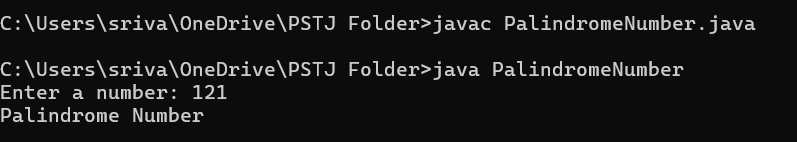 C:\Users\sriva\OneDrive\PSTJ Folder>javac PalindromeNumber.java
C:\Users\sriva\OneDrive\PSTJ Folder>java PalindromeNumber
Enter a number: 121
Palindrome Number